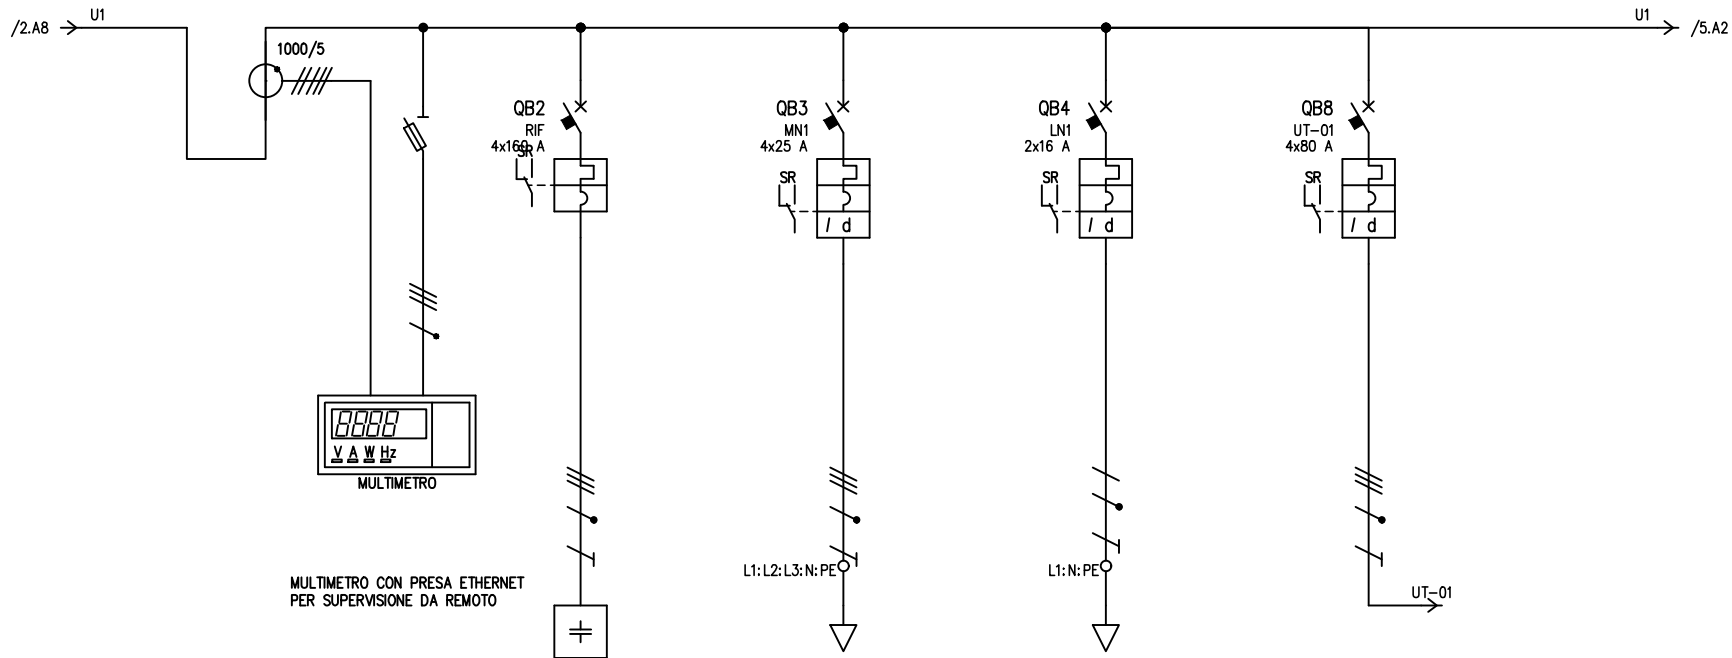 /2.A8
U1
U1
/5.A2
1000/5
QB2
RIF
4x160 A
SR
QB3
MN1
4x25 A
SR
I d
QB4
LN1
2x16 A
SR
I d
QB8
UT-01
4x80 A
SR
I d
8888
V A W Hz
MULTIMETRO
MULTIMETRO CON PRESA ETHERNET
PER SUPERVISIONE DA REMOTO
L1:L2:L3:N:PE
L1:N:PE
UT-01